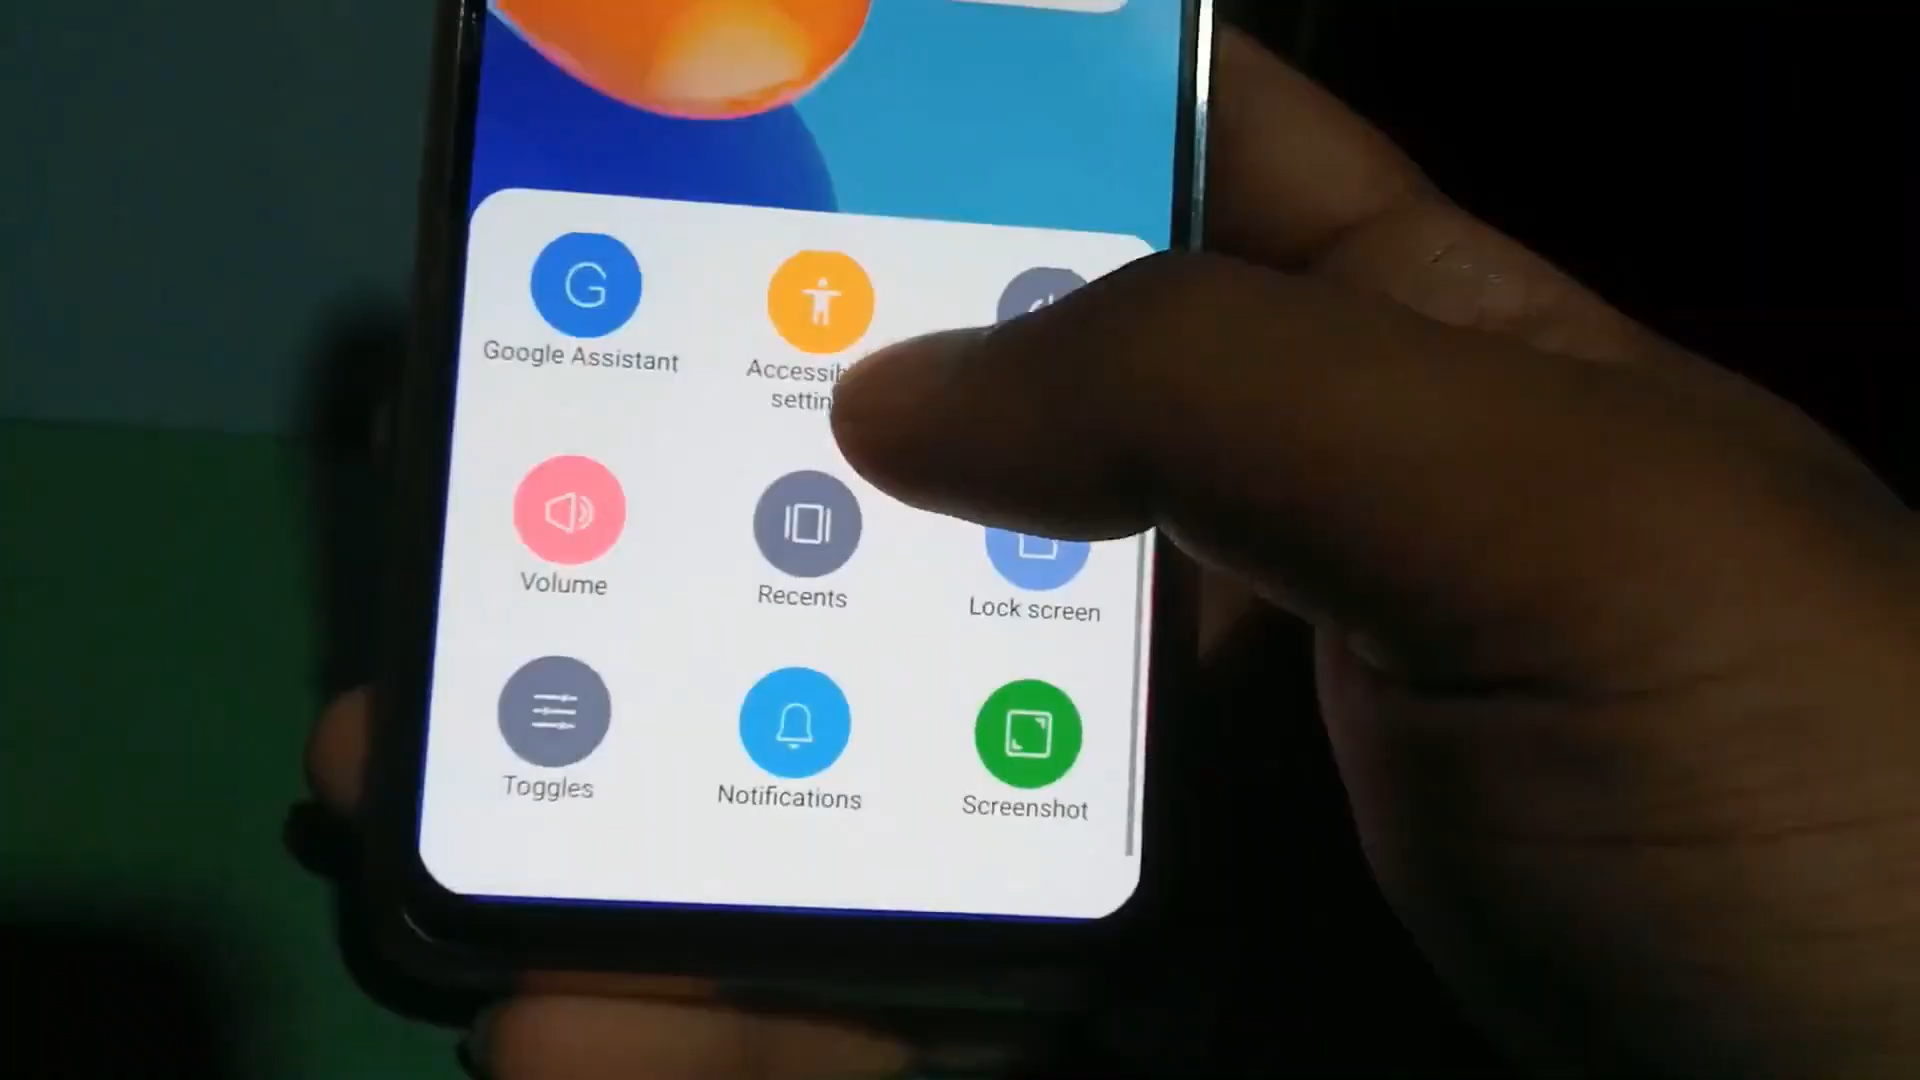 G
Google Assistant
Accessib
settin
Volume
Recents
Lock screen
Toggles
Notifications
Screenshot